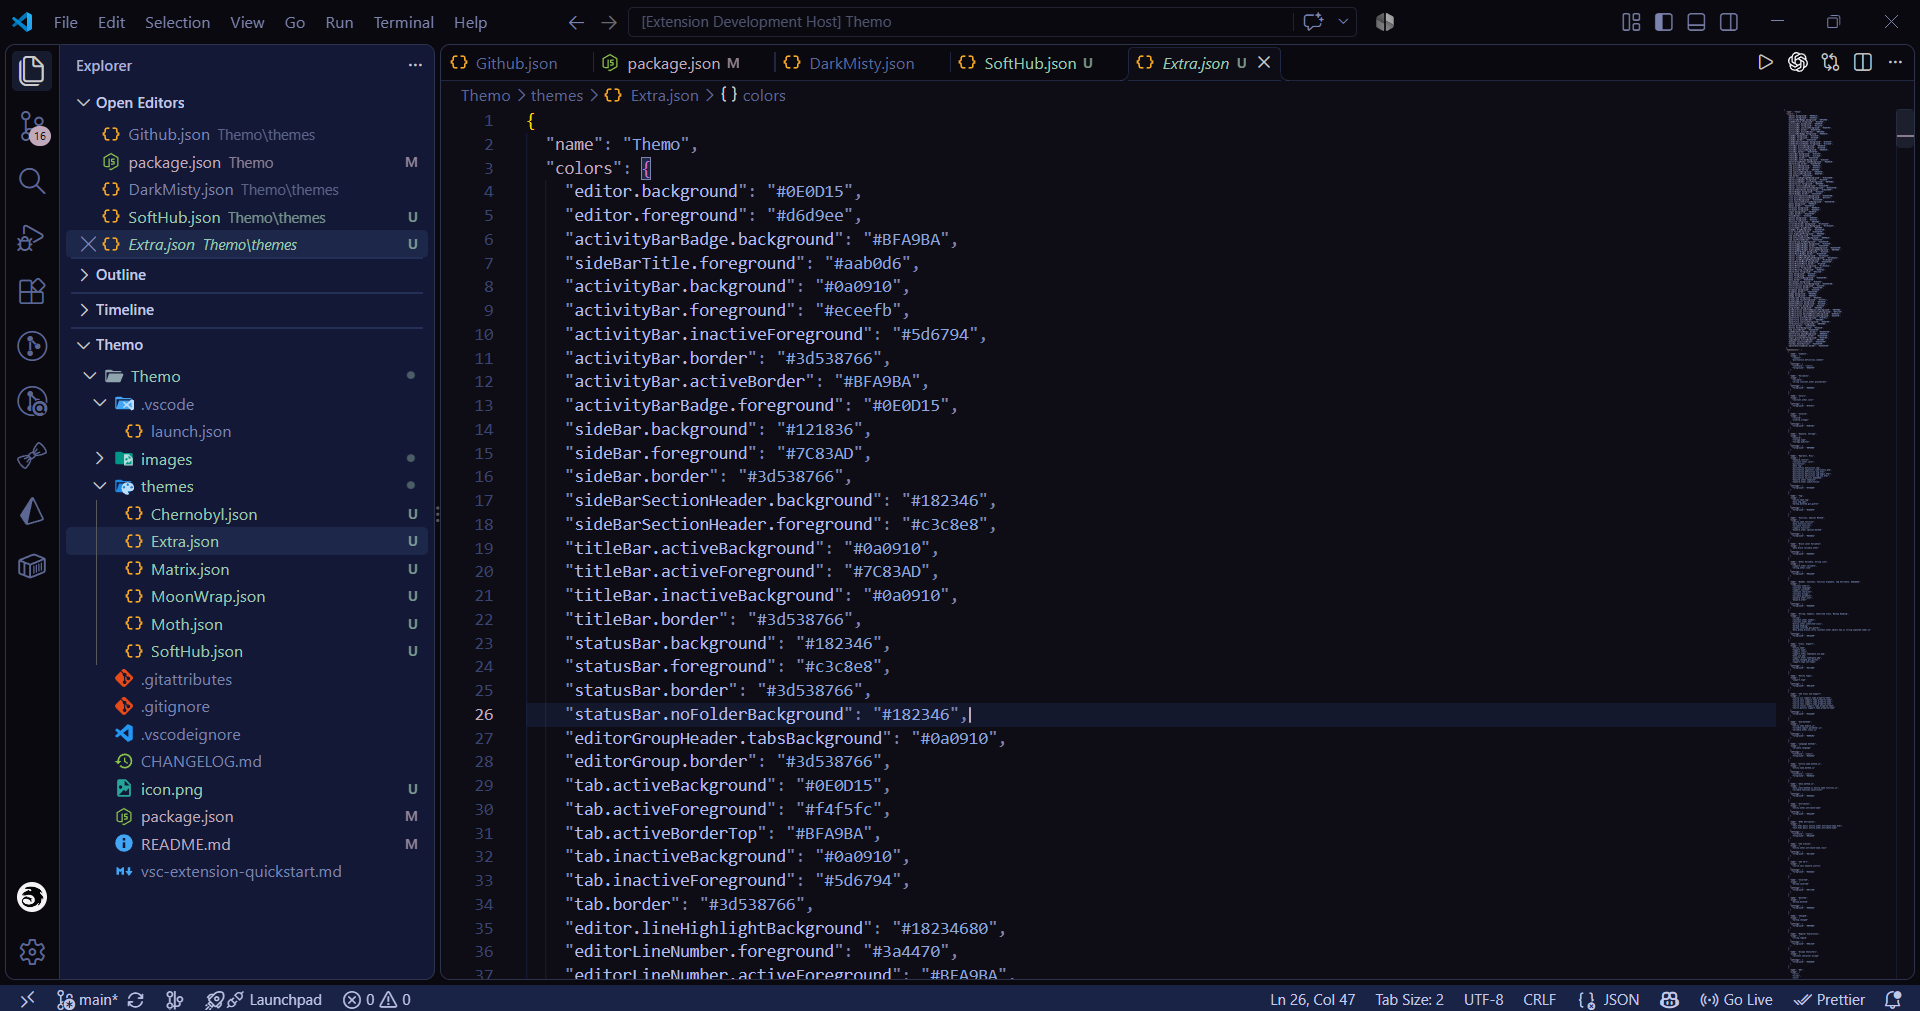 File Edit Selection View Go Run Terminal Help
[Extension Development Host] Themo
Explorer
Open Editors
Github.json Themo\themes
package.json Themo M
DarkMisty.json Themo\themes
SoftHub.json Themo\themes U
Extra.json Themo\themes U
Outline
Timeline
Themo
Themo
.vscode
launch.json
images
themes
Chernobyl.json U
Extra.json U
Matrix.json U
MoonWrap.json U
Moth.json U
SoftHub.json U
.gitattributes
.gitignore
.vscodeignore
CHANGELOG.md
icon.png U
package.json M
README.md M
vsc-extension-quickstart.md
16
Github.json package.json M DarkMisty.json SoftHub.json U Extra.json U
Themo > themes > {} Extra.json > {} colors
1 {
2 "name": "Themo",
3 "colors": {
4 "editor.background": "#0E0D15",
5 "editor.foreground": "#d6d9ee",
6 "activityBarBadge.background": "#BFA9BA",
7 "sideBarTitle.foreground": "#aab0d6",
8 "activityBar.background": "#0a0910",
9 "activityBar.foreground": "#eceefb",
10 "activityBar.inactiveForeground": "#5d6794",
11 "activityBar.border": "#3d538766",
12 "activityBar.activeBorder": "#BFA9BA",
13 "activityBarBadge.foreground": "#0E0D15",
14 "sideBar.background": "#121836",
15 "sideBar.foreground": "#7C83AD",
16 "sideBar.border": "#3d538766",
17 "sideBarSectionHeader.background": "#182346",
18 "sideBarSectionHeader.foreground": "#c3c8e8",
19 "titleBar.activeBackground": "#0a0910",
20 "titleBar.activeForeground": "#7C83AD",
21 "titleBar.inactiveBackground": "#0a0910",
22 "titleBar.border": "#3d538766",
23 "statusBar.background": "#182346",
24 "statusBar.foreground": "#c3c8e8",
25 "statusBar.border": "#3d538766",
26 "statusBar.noFolderBackground": "#182346",
27 "editorGroupHeader.tabsBackground": "#0a0910",
28 "editorGroup.border": "#3d538766",
29 "tab.activeBackground": "#0E0D15",
30 "tab.activeForeground": "#f4f5fc",
31 "tab.activeBorderTop": "#BFA9BA",
32 "tab.inactiveBackground": "#0a0910",
33 "tab.inactiveForeground": "#5d6794",
34 "tab.border": "#3d538766",
35 "editor.lineHighlightBackground": "#18234680",
36 "editorLineNumber.foreground": "#3a4470",
37 "editorLineNumber.activeForeground": "#BFA9BA",
main* Launchpad 0 0 Ln 26, Col 47 Tab Size: 2 UTF-8 CRLF {} JSON Go Live Prettier